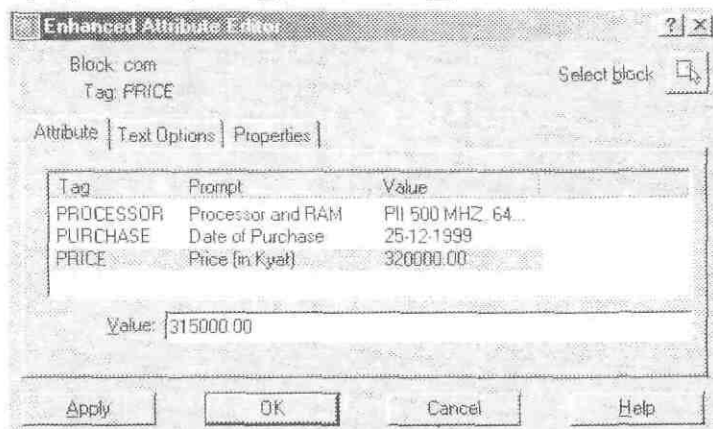 Enhanced Attribute Editor
Block: com
Tag: PRICE
Select block
Attribute Text Options Properties
Tag Prompt Value
PROCESSOR Processor and RAM PII 500 MHZ, 64...
PURCHASE Date of Purchase 25-12-1999
PRICE Price (in Kyat) 320000.00
Value: 315000.00
Apply OK Cancel Help